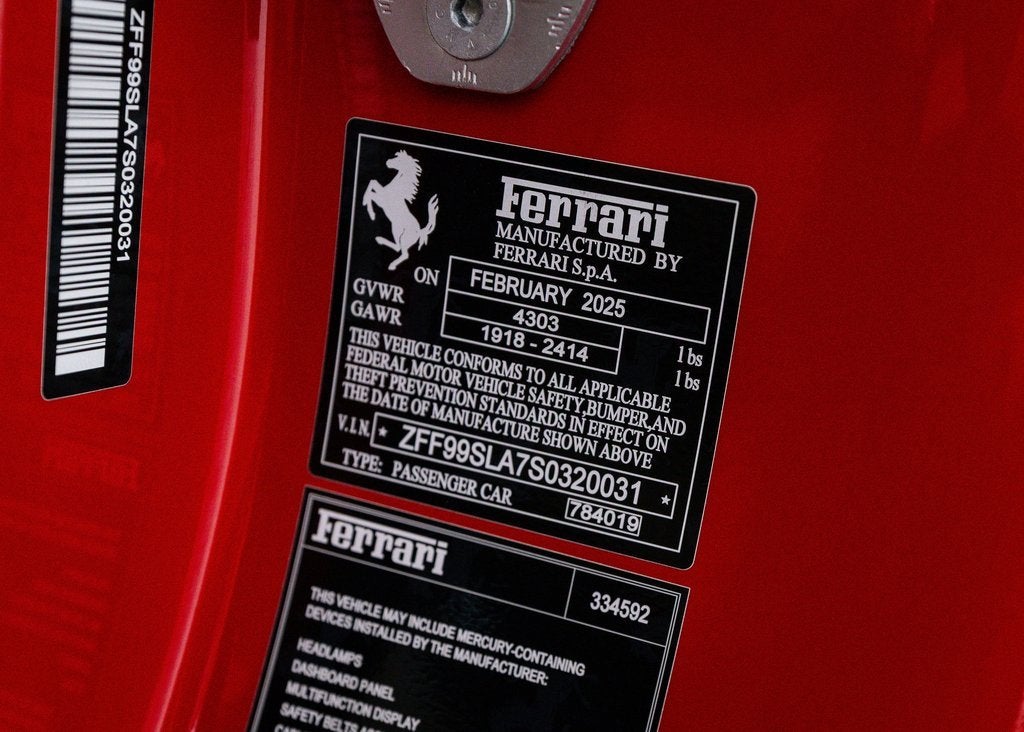 ZFF99SLA7S0320031
Ferrari
MANUFACTURED BY
FERRARI S.p.A.
ON FEBRUARY 2025
GVWR 4303 lbs
GAWR 1918 - 2414 lbs
THIS VEHICLE CONFORMS TO ALL APPLICABLE
FEDERAL MOTOR VEHICLE SAFETY,BUMPER,AND
THEFT PREVENTION STANDARDS IN EFFECT ON
THE DATE OF MANUFACTURE SHOWN ABOVE
V.I.N. * ZFF99SLA7S0320031 *
TYPE: PASSENGER CAR 784019
Ferrari 334592
THIS VEHICLE MAY INCLUDE MERCURY-CONTAINING
DEVICES INSTALLED BY THE MANUFACTURER:
HEADLAMPS
DASHBOARD PANEL
MULTIFUNCTION DISPLAY
SAFETY BELTS